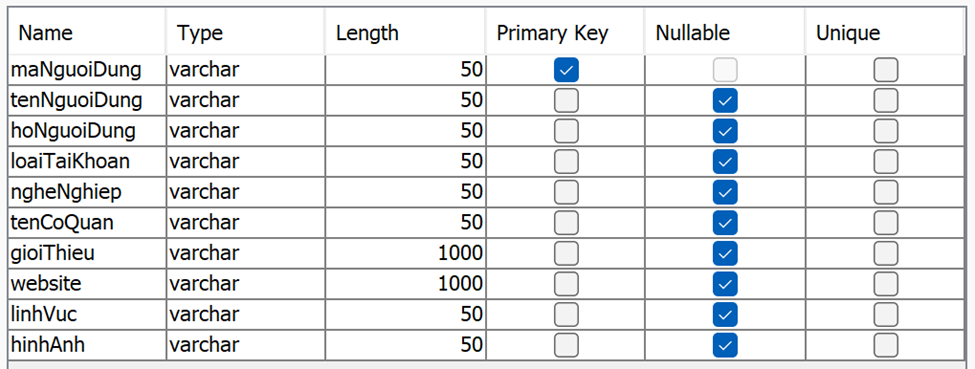 Name Type Length Primary Key Nullable Unique
maNguoiDung varchar 50
tenNguoiDung varchar 50
hoNguoiDung varchar 50
loaiTaiKhoan varchar 50
ngheNghiep varchar 50
tenCoQuan varchar 50
gioiThieu varchar 1000
website varchar 1000
linhVuc varchar 50
hinhAnh varchar 50